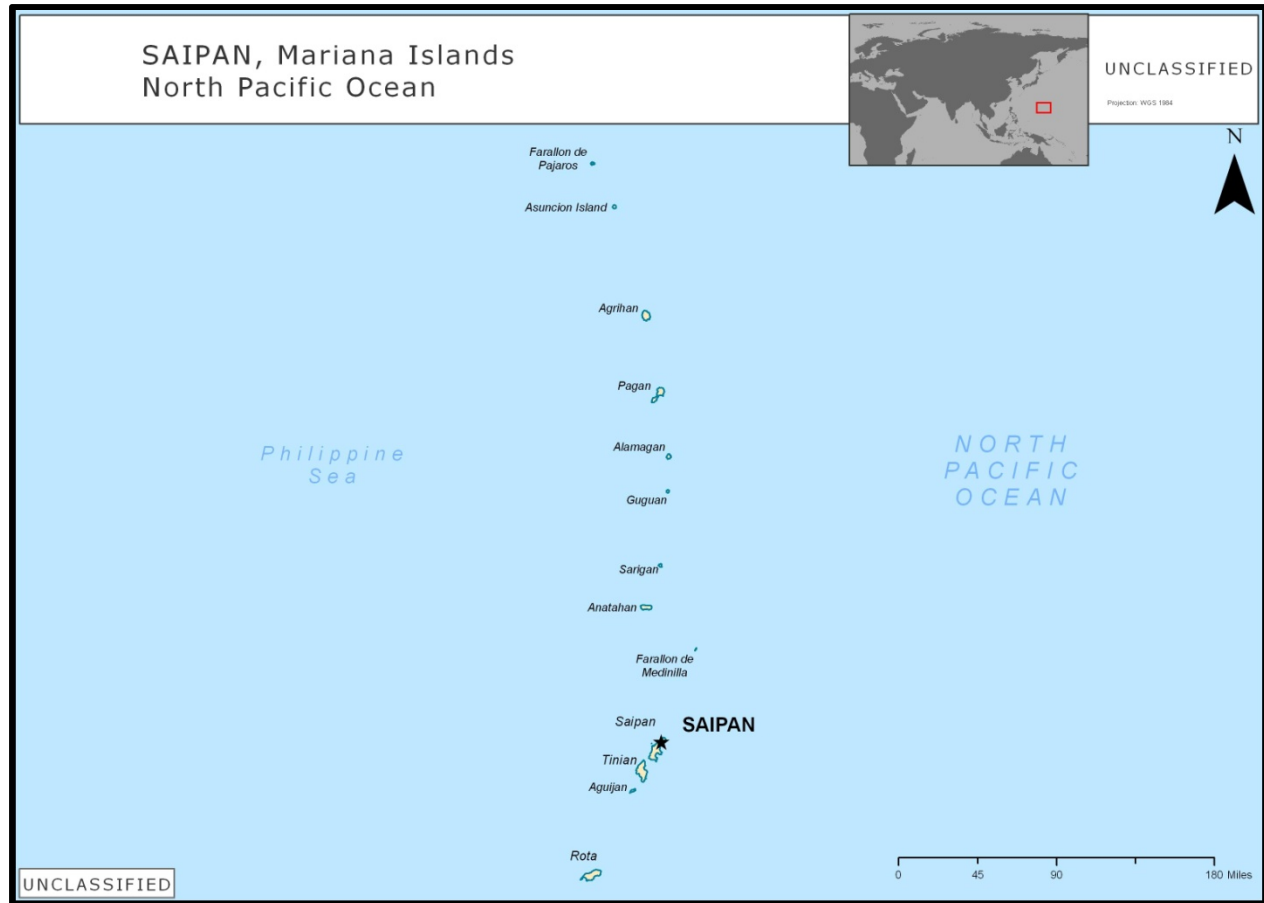 SAIPAN, Mariana Islands
North Pacific Ocean
UNCLASSIFIED
Projection: WGS 1984
N
Farallon de
Pajaros
Asuncion Island
Agrihan
Pagan
Alamagan
Guguan
Philippine
Sea
NORTH
PACIFIC
OCEAN
Sarigan
Anatahan
Farallon de
Medinilla
Saipan
SAIPAN
Tinian
Aguijan
Rota
0 45 90 180 Miles
UNCLASSIFIED